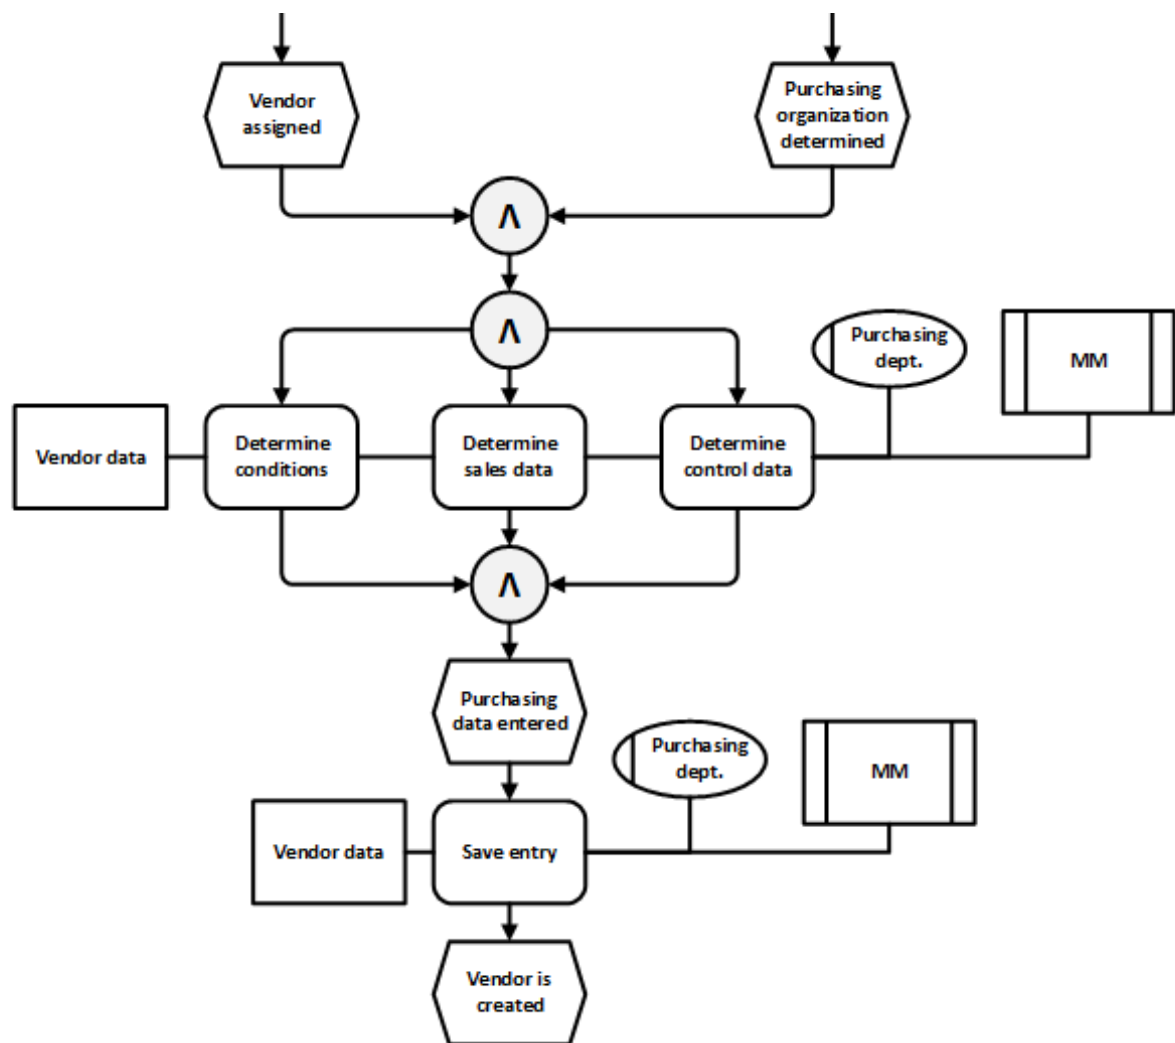 Vendor
assigned
Purchasing
organization
determined
Λ
Λ
Purchasing
dept.
MM
Vendor data
Determine
conditions
Determine
sales data
Determine
control data
Λ
Purchasing
data entered
Purchasing
dept.
MM
Vendor data
Save entry
Vendor is
created